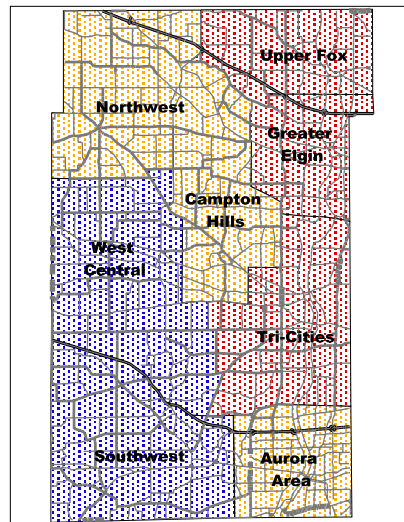 Upper Fox
Northwest
Greater
Elgin
Campton
Hills
West
Central
Tri-Cities
Southwest
Aurora
Area